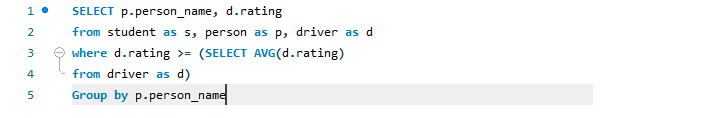 1 SELECT p.person_name, d.rating
2 from student as s, person as p, driver as d
3 where d.rating >= (SELECT AVG(d.rating)
4 from driver as d)
5 Group by p.person_name